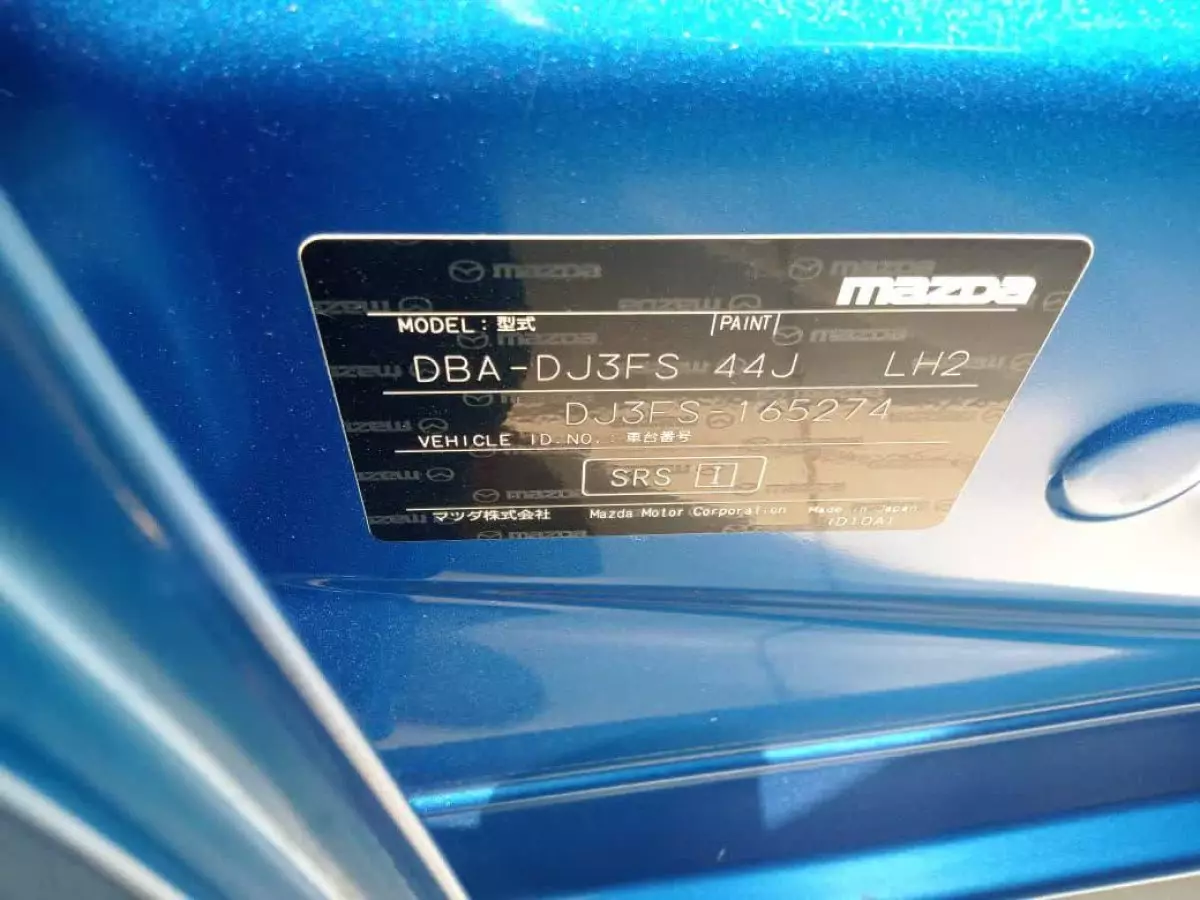 mazda
MODEL : 型式 PAINT
DBA-DJ3FS 44J LH2
DJ3FS-165274
VEHICLE ID.NO. : 車台番号
SRS I
マツダ株式会社 Mazda Motor Corporation Made in Japan